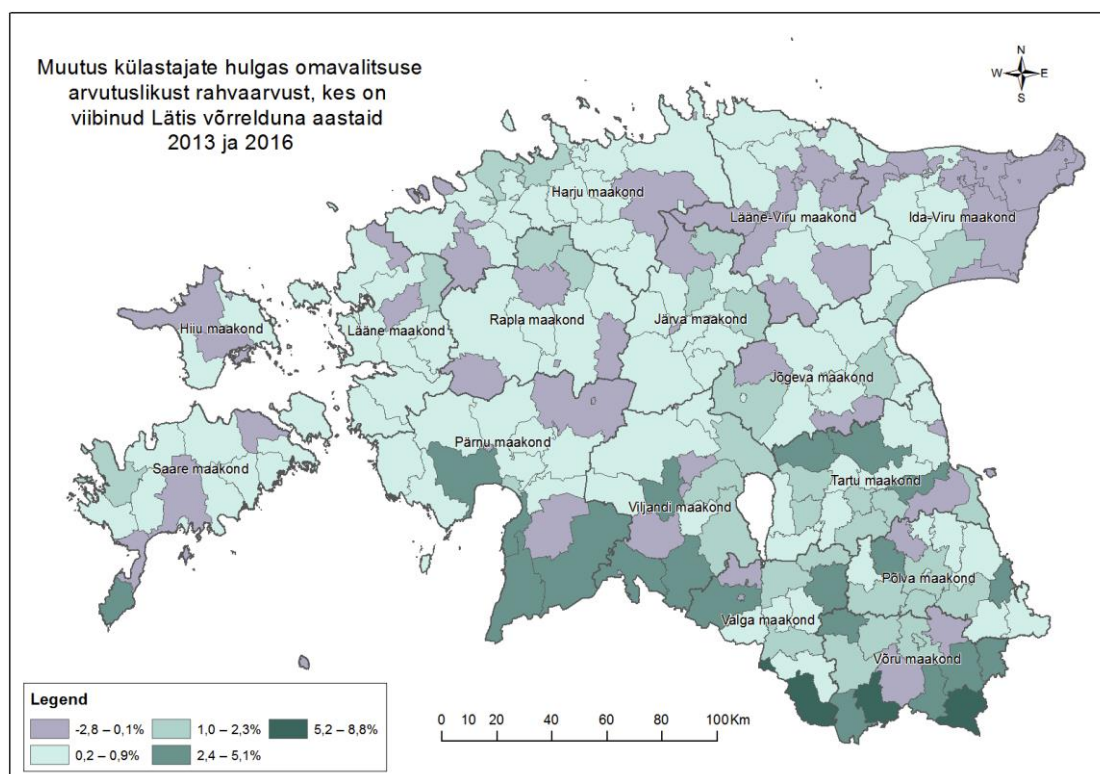 Muutus külastajate hulgas omavalitsuse
arvutuslikust rahvaarvust, kes on
viibinud Lätis võrrelduna aastaid
2013 ja 2016
N
W E
S
Harju maakond
Lääne-Viru maakond
Ida-Viru maakond
Hiiu maakond
Lääne maakond
Rapla maakond
Järva maakond
Jõgeva maakond
Saare maakond
Pärnu maakond
Viljandi maakond
Tartu maakond
Põlva maakond
Valga maakond
Võru maakond
Legend
-2,8 – 0,1% 1,0 – 2,3% 5,2 – 8,8%
0,2 – 0,9% 2,4 – 5,1%
0 20 40 60 80 100 Km